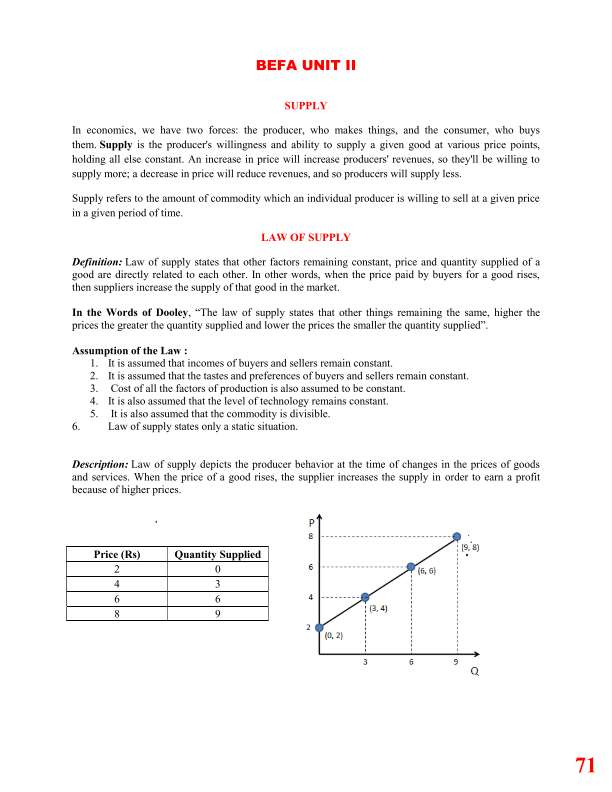 BEFA UNIT II
SUPPLY
In economics, we have two forces: the producer, who makes things, and the consumer, who buys
them. Supply is the producer's willingness and ability to supply a given good at various price points,
holding all else constant. An increase in price will increase producers' revenues, so they'll be willing to
supply more; a decrease in price will reduce revenues, and so producers will supply less.
Supply refers to the amount of commodity which an individual producer is willing to sell at a given price
in a given period of time.
LAW OF SUPPLY
Definition: Law of supply states that other factors remaining constant, price and quantity supplied of a
good are directly related to each other. In other words, when the price paid by buyers for a good rises,
then suppliers increase the supply of that good in the market.
In the Words of Dooley, “The law of supply states that other things remaining the same, higher the
prices the greater the quantity supplied and lower the prices the smaller the quantity supplied”.
Assumption of the Law :
1. It is assumed that incomes of buyers and sellers remain constant.
2. It is assumed that the tastes and preferences of buyers and sellers remain constant.
3. Cost of all the factors of production is also assumed to be constant.
4. It is also assumed that the level of technology remains constant.
5. It is also assumed that the commodity is divisible.
6. Law of supply states only a static situation.
Description: Law of supply depicts the producer behavior at the time of changes in the prices of goods
and services. When the price of a good rises, the supplier increases the supply in order to earn a profit
because of higher prices.
Price (Rs) Quantity Supplied
2 0
4 3
6 6
8 9
P
8
(9, 8)
6
(6, 6)
4
(3, 4)
2
(0, 2)
3 6 9
Q
71